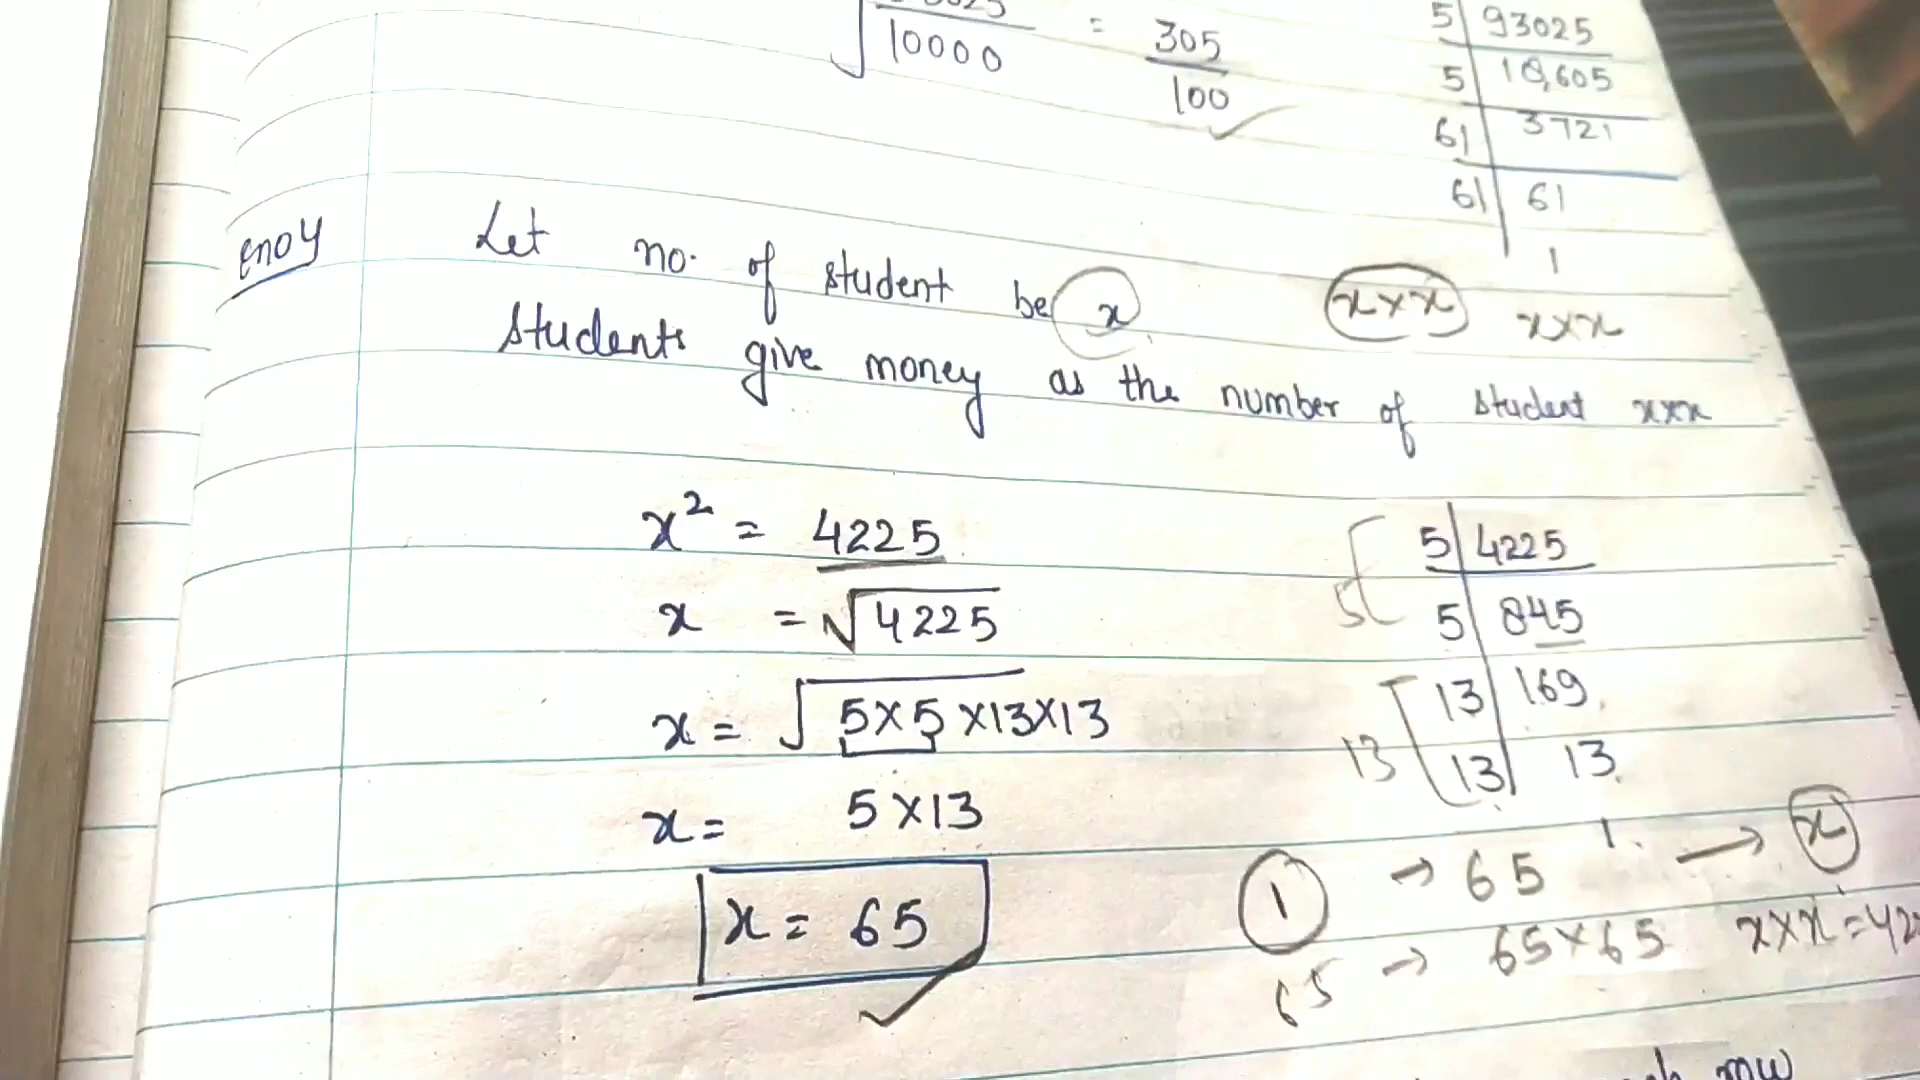 √ 10000 = 305 / 100
5 | 93025
5 | 18,605
61 | 3721
61 | 61
1
Let no. of student be x x×x x×x
Students give money as the number of student x×x
x² = 4225
x = √4225
x = √5×5×13×13
x = 5×13
x = 65
5 | 4225
5 | 845
13 | 169
13 | 13
1
5
13
1 → 65 → x
65 → 65×65 x×x = 42
mw